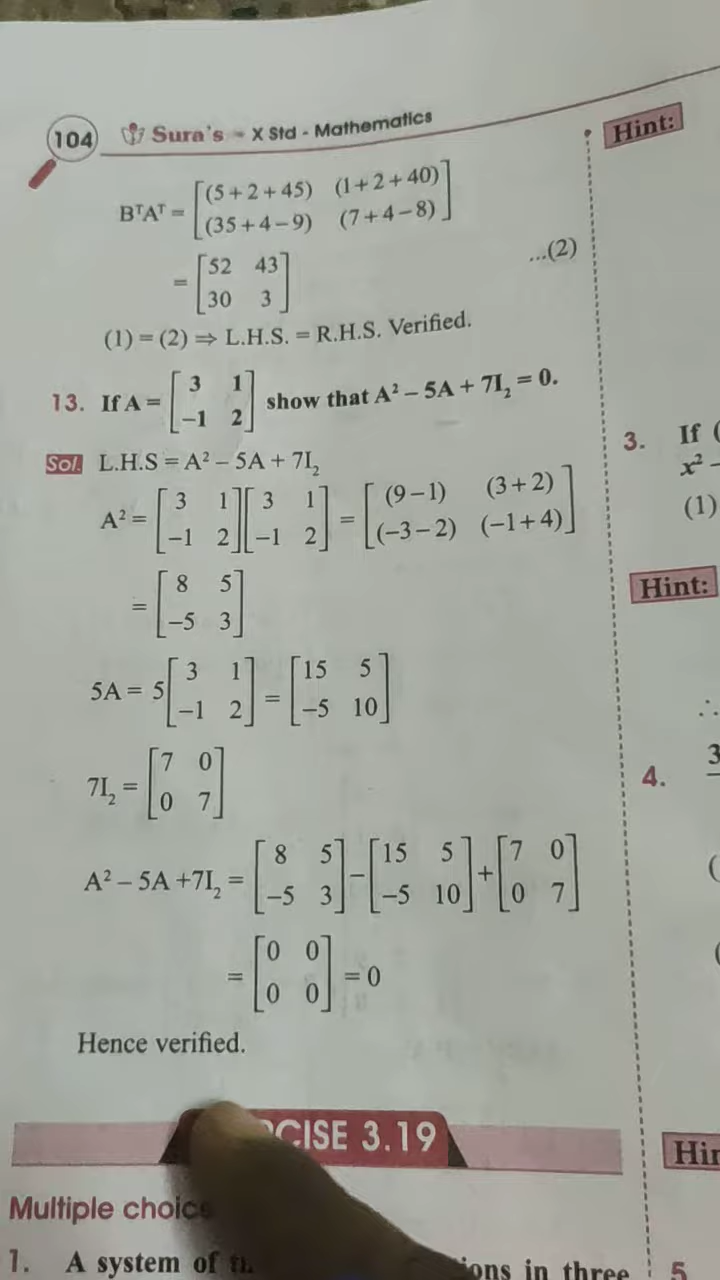 104 Sura's ~ X Std - Mathematics
BᵀAᵀ = [(5+2+45) (1+2+40)]
[(35+4−9) (7+4−8)]
= [52 43]
[30 3] ...(2)
(1) = (2) ⇒ L.H.S. = R.H.S. Verified.
13. If A = [3 1]
[−1 2] show that A² – 5A + 7I₂ = 0.
Sol. L.H.S = A² – 5A + 7I₂
A² = [3 1][3 1] = [(9−1) (3+2)]
[−1 2][−1 2] [(−3−2) (−1+4)]
= [8 5]
[−5 3]
5A = 5[3 1] = [15 5]
[−1 2] [−5 10]
7I₂ = [7 0]
[0 7]
A² – 5A +7I₂ = [8 5] − [15 5] + [7 0]
[−5 3] [−5 10] [0 7]
= [0 0] = 0
[0 0]
Hence verified.
CISE 3.19
Multiple choic
1. A system of
ions in three
Hint:
3. If (
x² –
(1)
Hint:
∴
4. 3
(
(
Hin
5